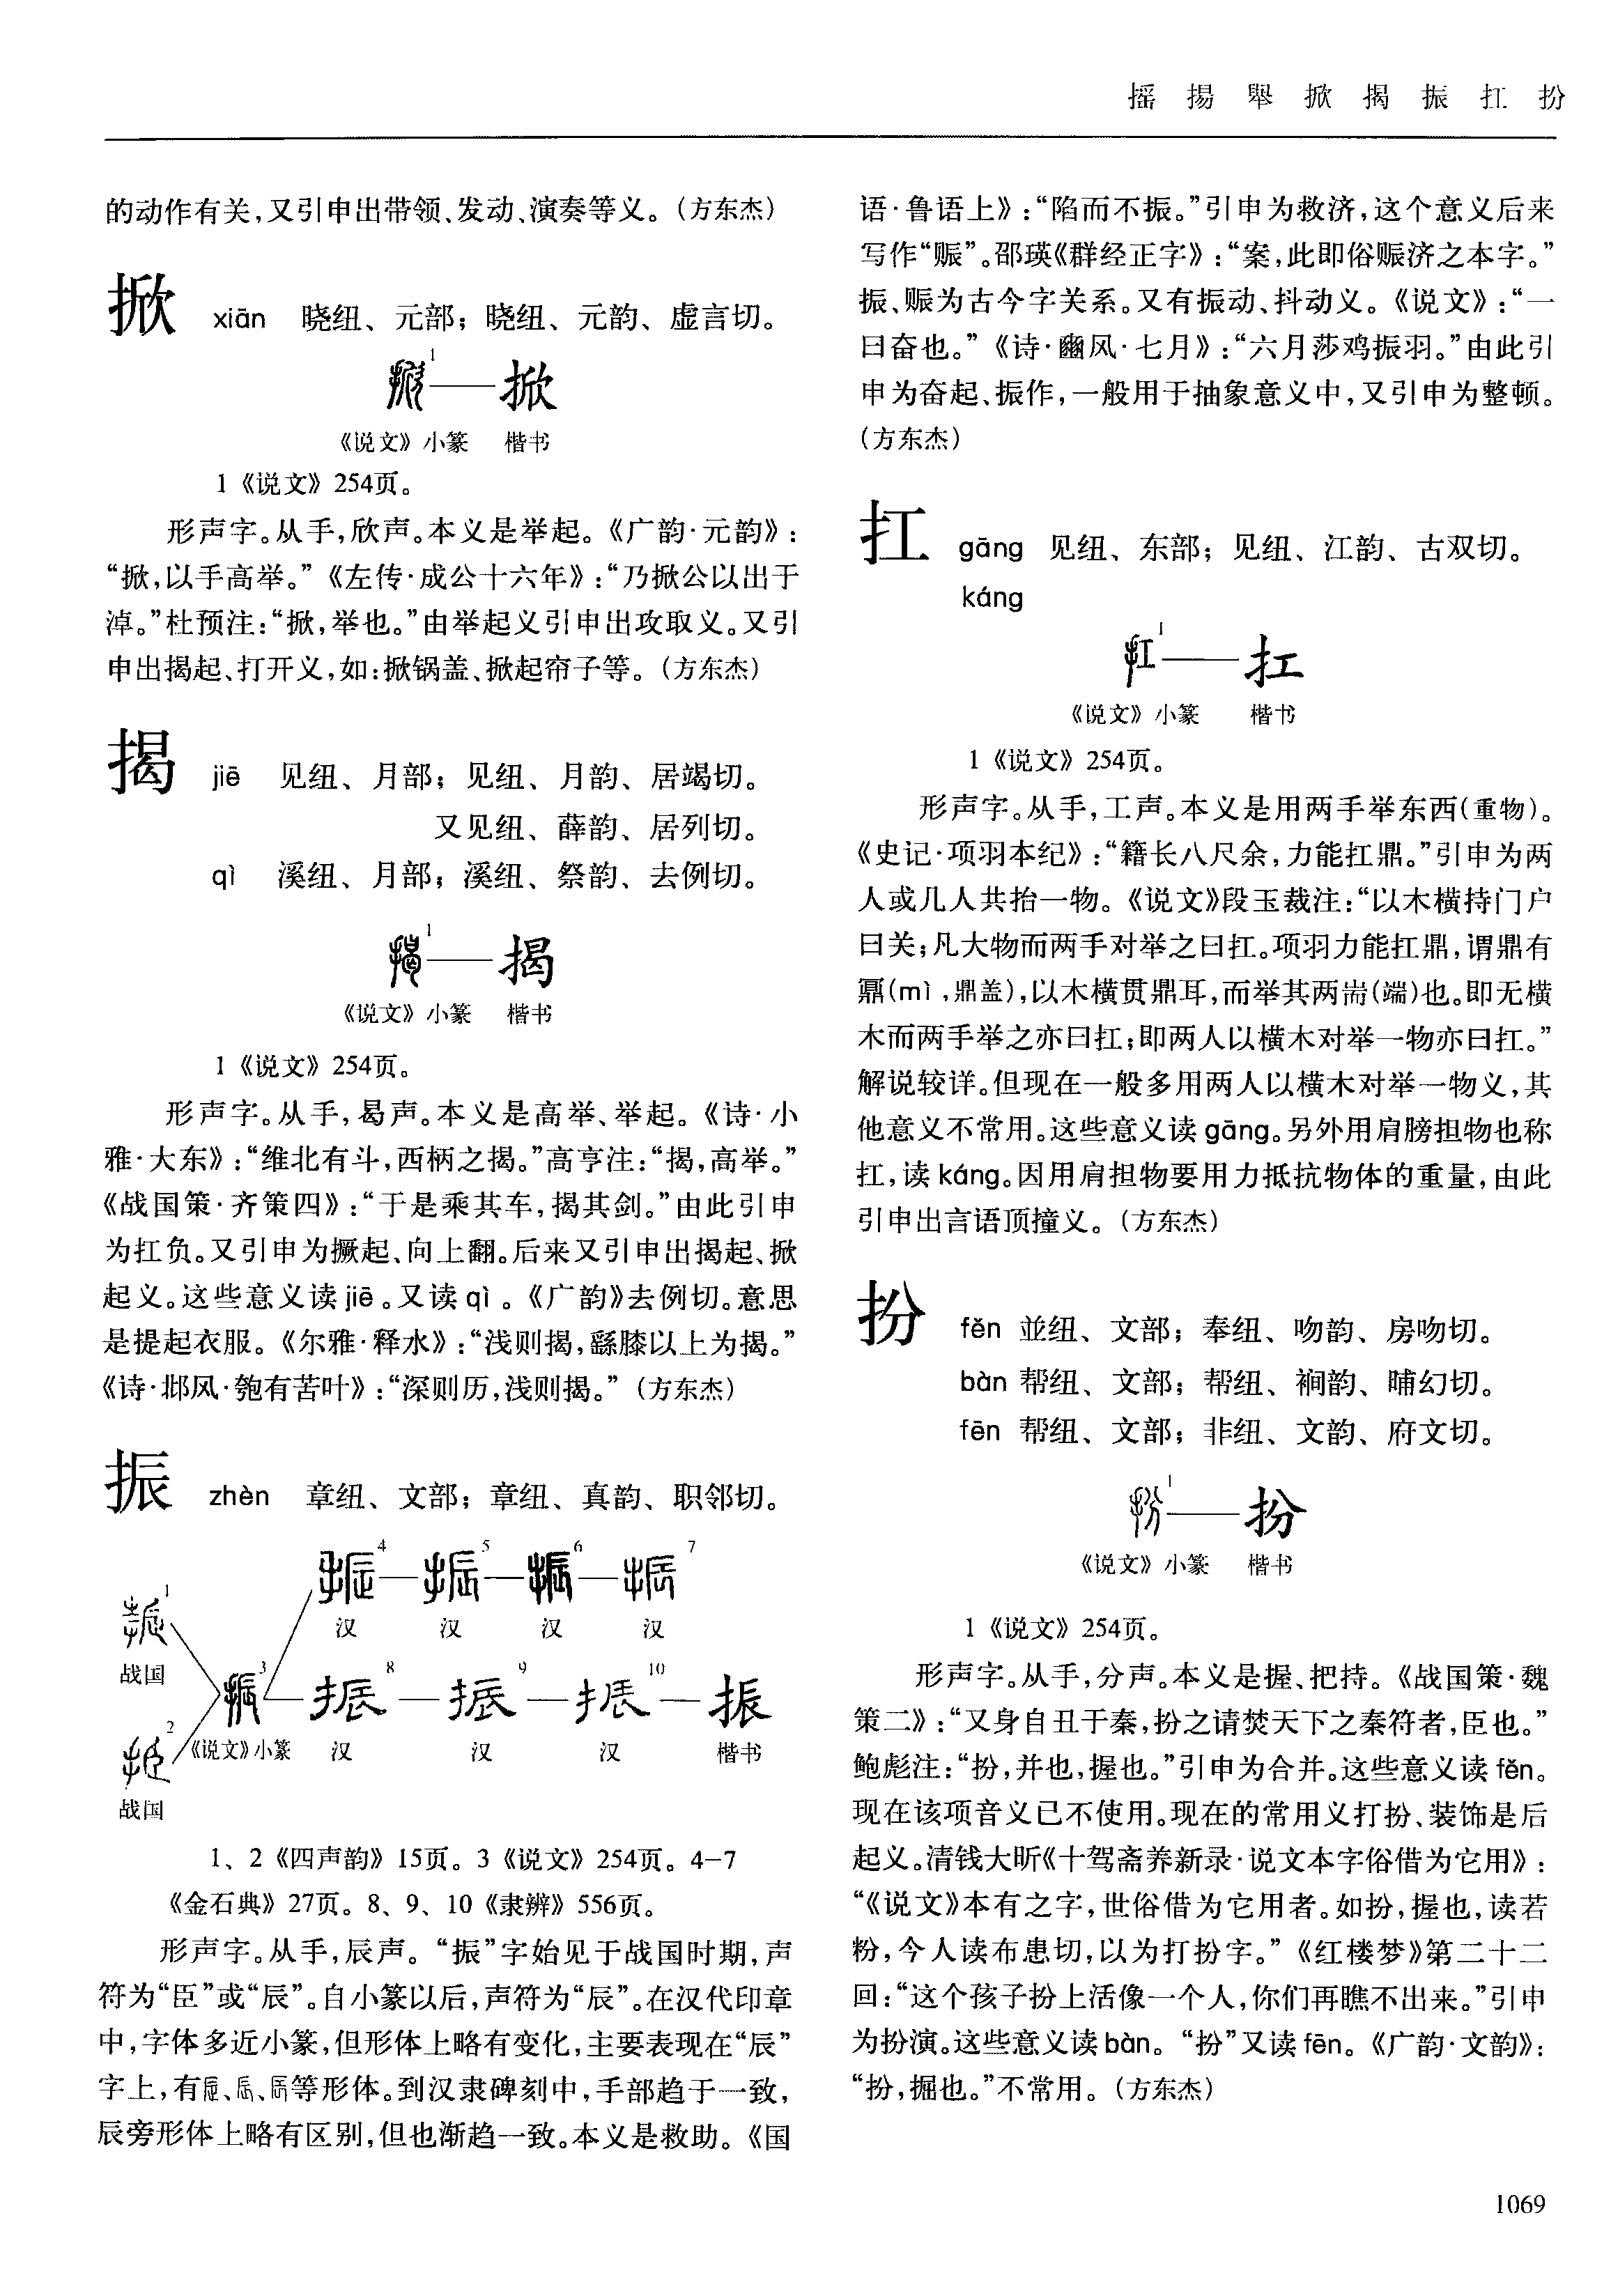 摇 揚 舉 掀 揭 振 扛 扮
的动作有关,又引申出带领、发动、演奏等义。(方东杰)
掀 xiān 晓纽、元部；晓纽、元韵、虚言切。
1
掀
《说文》小篆 楷书
1《说文》254页。
形声字。从手,欣声。本义是举起。《广韵·元韵》:
“掀,以手高举。”《左传·成公十六年》:“乃掀公以出于
淖。”杜预注:“掀,举也。”由举起义引申出攻取义。又引
申出揭起、打开义,如:掀锅盖、掀起帘子等。(方东杰)
揭 jiē 见纽、月部；见纽、月韵、居竭切。
又见纽、薛韵、居列切。
qì 溪纽、月部；溪纽、祭韵、去例切。
1
揭
《说文》小篆 楷书
1《说文》254页。
形声字。从手,曷声。本义是高举、举起。《诗·小
雅·大东》:“维北有斗,西柄之揭。”高亨注:“揭,高举。”
《战国策·齐策四》:“于是乘其车,揭其剑。”由此引申
为扛负。又引申为撅起、向上翻。后来又引申出揭起、掀
起义。这些意义读jiē。又读qì。《广韵》去例切。意思
是提起衣服。《尔雅·释水》:“浅则揭,繇膝以上为揭。”
《诗·邶风·匏有苦叶》:“深则历,浅则揭。”(方东杰)
振 zhèn 章纽、文部；章纽、真韵、职邻切。
4 5 6 7
汉 汉 汉 汉
1
战国
3 8 9 10
振 振 振 振
2
《说文》小篆 汉 汉 汉 楷书
战国
1、2《四声韵》15页。3《说文》254页。4-7
《金石典》27页。8、9、10《隶辨》556页。
形声字。从手,辰声。“振”字始见于战国时期,声
符为“臣”或“辰”。自小篆以后,声符为“辰”。在汉代印章
中,字体多近小篆,但形体上略有变化,主要表现在“辰”
字上,有、、等形体。到汉隶碑刻中,手部趋于一致,
辰旁形体上略有区别,但也渐趋一致。本义是救助。《国
语·鲁语上》:“陷而不振。”引申为救济,这个意义后来
写作“赈”。邵瑛《群经正字》:“案,此即俗赈济之本字。”
振、赈为古今字关系。又有振动、抖动义。《说文》:“一
曰奋也。”《诗·豳风·七月》:“六月莎鸡振羽。”由此引
申为奋起、振作,一般用于抽象意义中,又引申为整顿。
(方东杰)
扛 gāng 见纽、东部；见纽、江韵、古双切。
káng
1
扛
《说文》小篆 楷书
1《说文》254页。
形声字。从手,工声。本义是用两手举东西(重物)。
《史记·项羽本纪》:“籍长八尺余,力能扛鼎。”引申为两
人或几人共抬一物。《说文》段玉裁注:“以木横持门户
曰关;凡大物而两手对举之曰扛。项羽力能扛鼎,谓鼎有
鼏(mì,鼎盖),以木横贯鼎耳,而举其两耑(端)也。即无横
木而两手举之亦曰扛;即两人以横木对举一物亦曰扛。”
解说较详。但现在一般多用两人以横木对举一物义,其
他意义不常用。这些意义读gāng。另外用肩膀担物也称
扛,读káng。因用肩担物要用力抵抗物体的重量,由此
引申出言语顶撞义。(方东杰)
扮 fěn 並纽、文部；奉纽、吻韵、房吻切。
bàn 帮纽、文部；帮纽、裥韵、晡幻切。
fēn 帮纽、文部；非纽、文韵、府文切。
1
扮
《说文》小篆 楷书
1《说文》254页。
形声字。从手,分声。本义是握、把持。《战国策·魏
策二》:“又身自丑于秦,扮之请焚天下之秦符者,臣也。”
鲍彪注:“扮,并也,握也。”引申为合并。这些意义读fěn。
现在该项音义已不使用。现在的常用义打扮、装饰是后
起义。清钱大昕《十驾斋养新录·说文本字俗借为它用》:
“《说文》本有之字,世俗借为它用者。如扮,握也,读若
粉,今人读布患切,以为打扮字。”《红楼梦》第二十二
回:“这个孩子扮上活像一个人,你们再瞧不出来。”引申
为扮演。这些意义读bàn。“扮”又读fēn。《广韵·文韵》:
“扮,掘也。”不常用。(方东杰)
1069